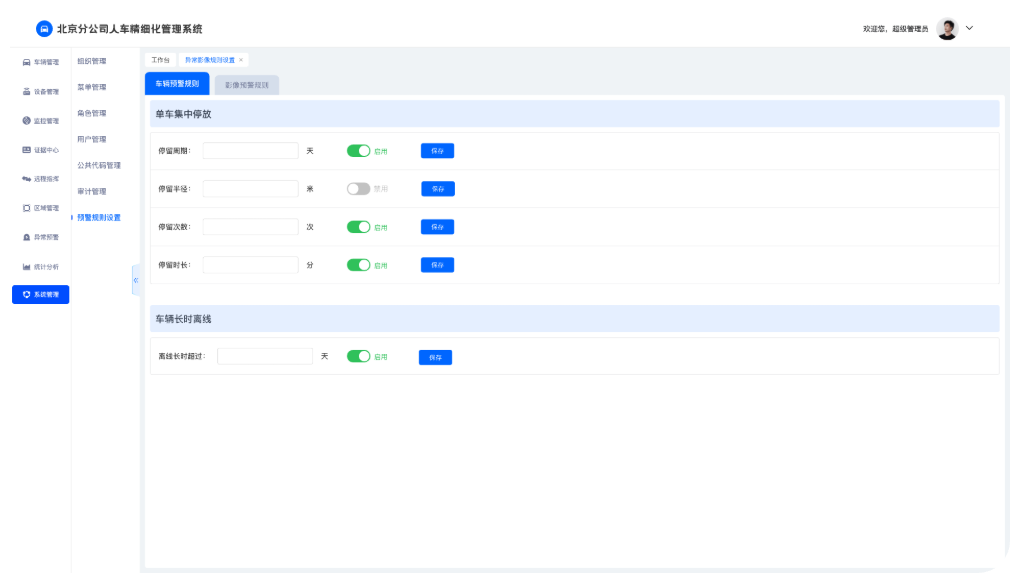 北京分公司人车精细化管理系统
欢迎您，超级管理员
车辆管理
设备管理
监控管理
证据中心
远程指挥
区域管理
异常预警
统计分析
系统管理
组织管理
菜单管理
角色管理
用户管理
公共代码管理
审计管理
预警规则设置
工作台 异常影像规则设置 ×
车辆预警规则 影像预警规则
单车集中停放
停留周期： 天 启用 保存
停留半径： 米 禁用 保存
停留次数： 次 启用 保存
停留时长： 分 启用 保存
车辆长时离线
离线长时超过： 天 启用 保存